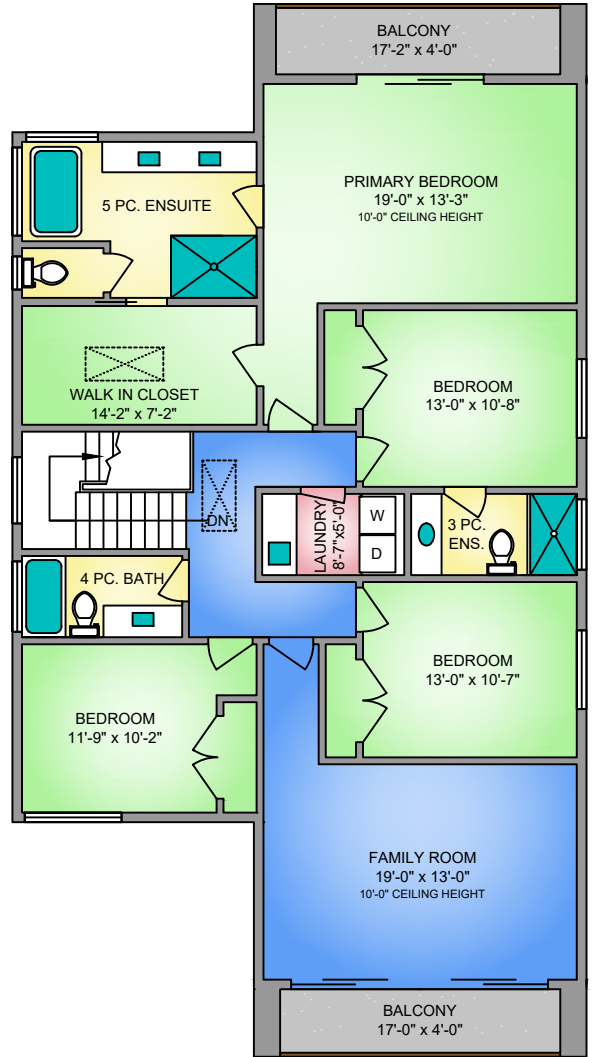 BALCONY
17'-2" x 4'-0"
PRIMARY BEDROOM
19'-0" x 13'-3"
10'-0" CEILING HEIGHT
5 PC. ENSUITE
WALK IN CLOSET
14'-2" x 7'-2"
BEDROOM
13'-0" x 10'-8"
DN
LAUNDRY
8'-7"x5'-0"
W
D
3 PC.
ENS.
4 PC. BATH
BEDROOM
13'-0" x 10'-7"
BEDROOM
11'-9" x 10'-2"
FAMILY ROOM
19'-0" x 13'-0"
10'-0" CEILING HEIGHT
BALCONY
17'-0" x 4'-0"